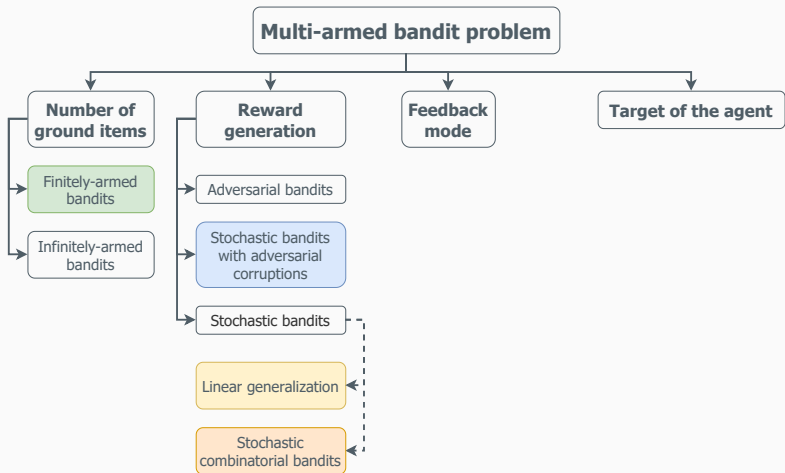 Multi-armed bandit problem
Number of
ground items
Reward
generation
Feedback
mode
Target of the agent
Finitely-armed
bandits
Infinitely-armed
bandits
Adversarial bandits
Stochastic bandits
with adversarial
corruptions
Stochastic bandits
Linear generalization
Stochastic
combinatorial bandits